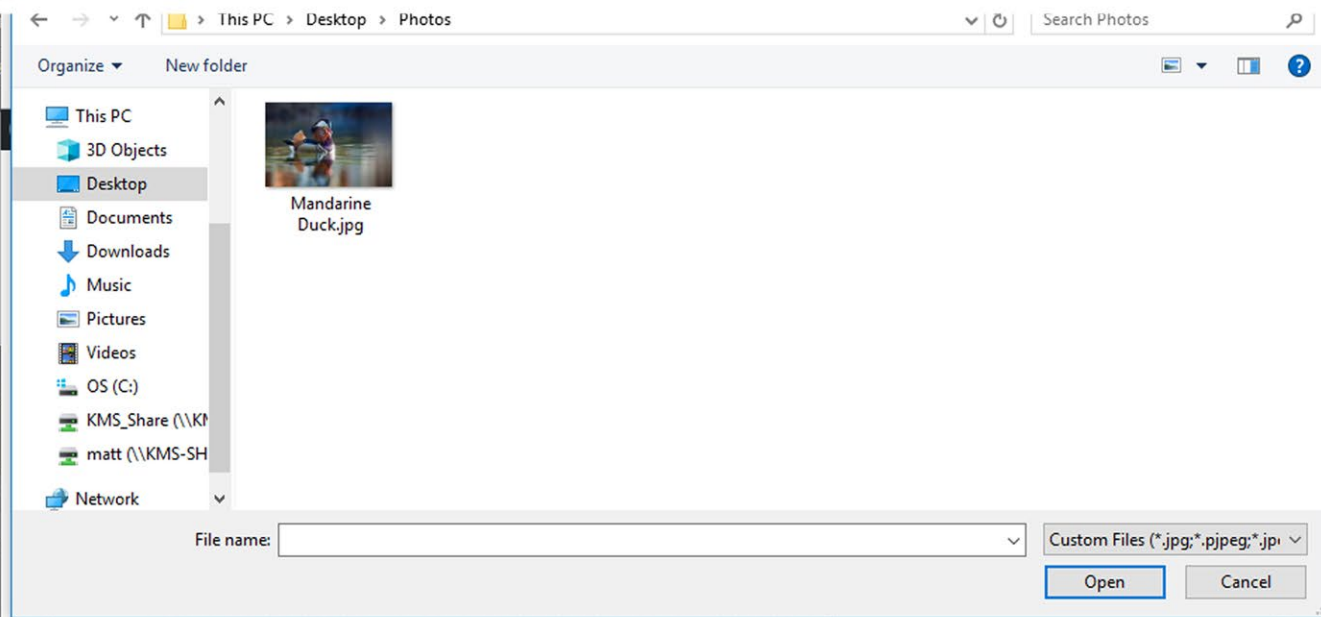 This PC > Desktop > Photos
Search Photos
Organize
New folder
This PC
3D Objects
Desktop
Documents
Downloads
Music
Pictures
Videos
OS (C:)
KMS_Share (\\KM
matt (\\KMS-SH
Network
Mandarine
Duck.jpg
File name:
Custom Files (*.jpg;*.pjpeg;*.jp
Open
Cancel